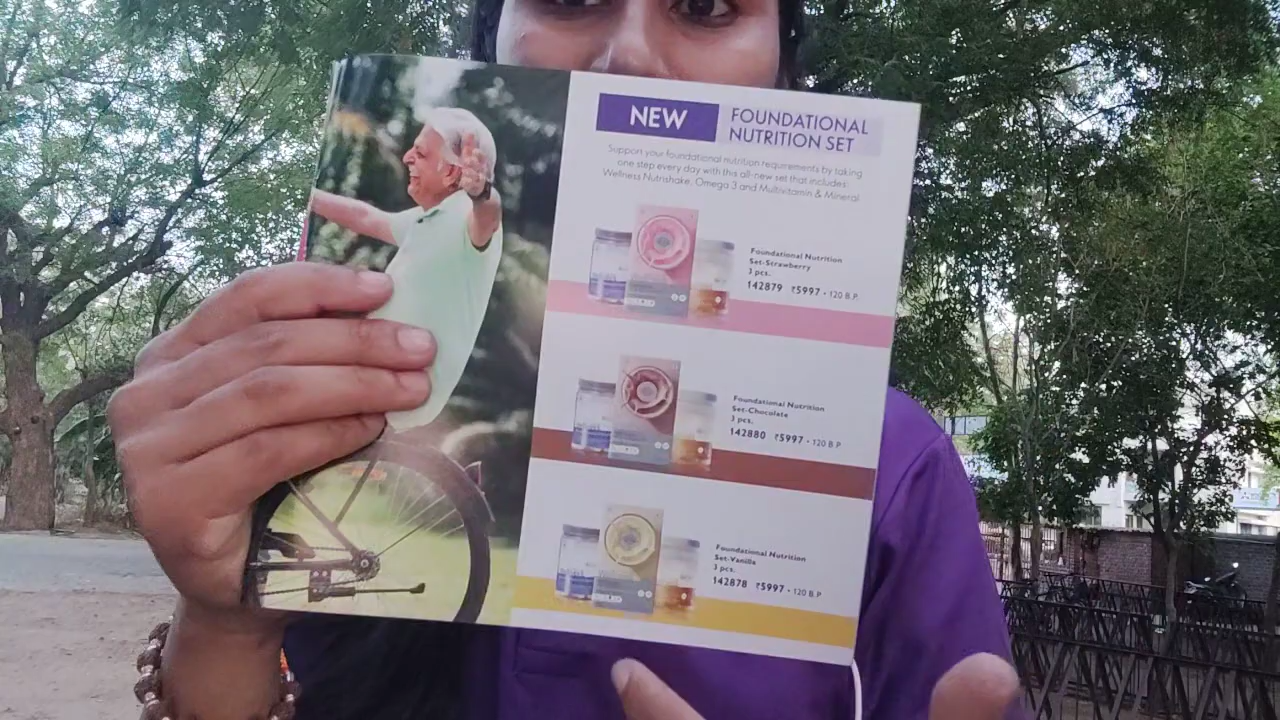 NEW
FOUNDATIONAL
NUTRITION SET
Support your foundational nutrition requirements by taking
one step every day with this all-new set that includes:
Wellness Nutrishake, Omega 3 and Multivitamin & Mineral
Foundational Nutrition
Set-Strawberry
3 pcs.
142879 ₹5997 - 120 B.P.
Foundational Nutrition
Set-Chocolate
3 pcs.
142880 ₹5997 - 120 B.P
Foundational Nutrition
Set-Vanilla
3 pcs.
142878 ₹5997 - 120 B.P